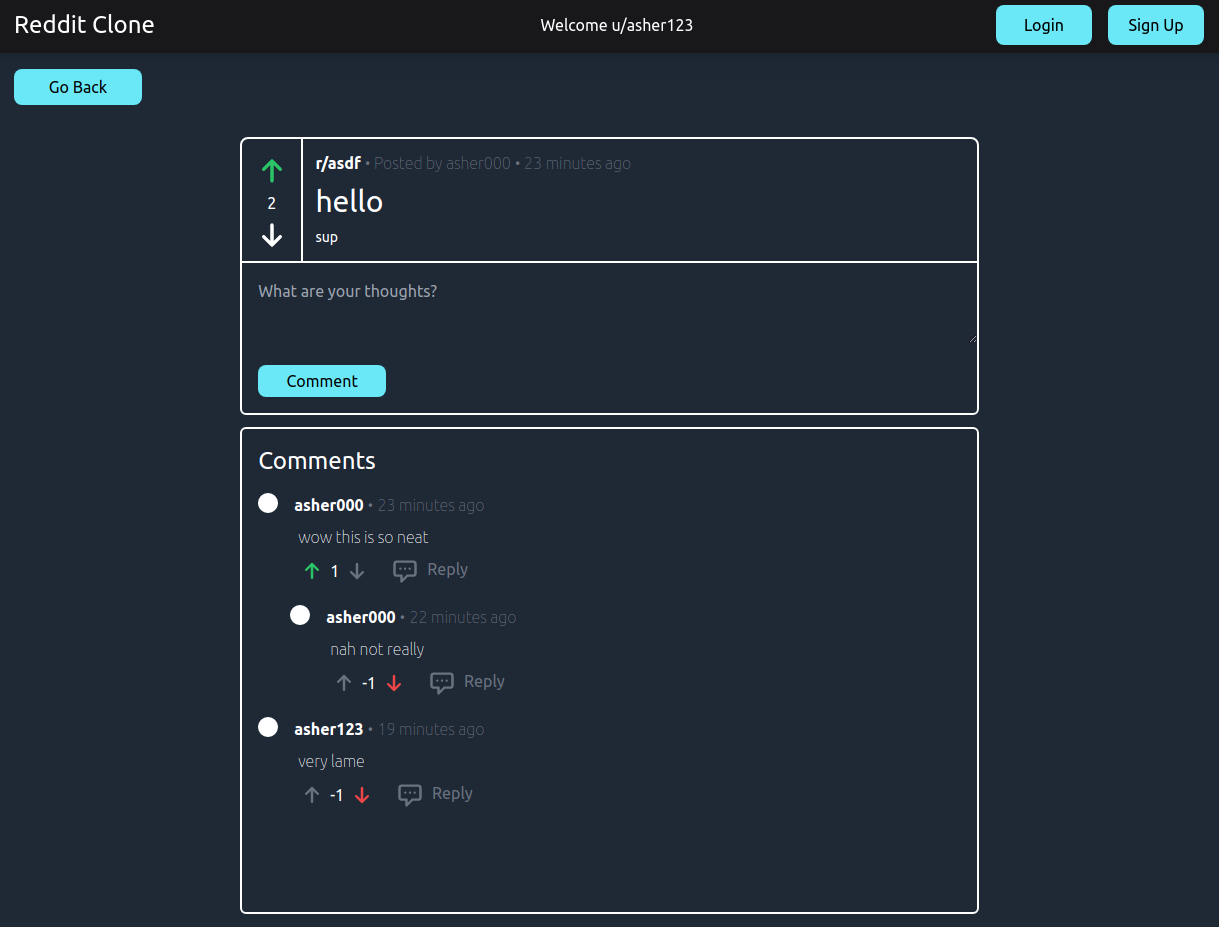 Reddit Clone
Welcome u/asher123
Login
Sign Up
Go Back
r/asdf • Posted by asher000 • 23 minutes ago
2
hello
sup
What are your thoughts?
Comment
Comments
asher000 • 23 minutes ago
wow this is so neat
1 Reply
asher000 • 22 minutes ago
nah not really
-1 Reply
asher123 • 19 minutes ago
very lame
-1 Reply